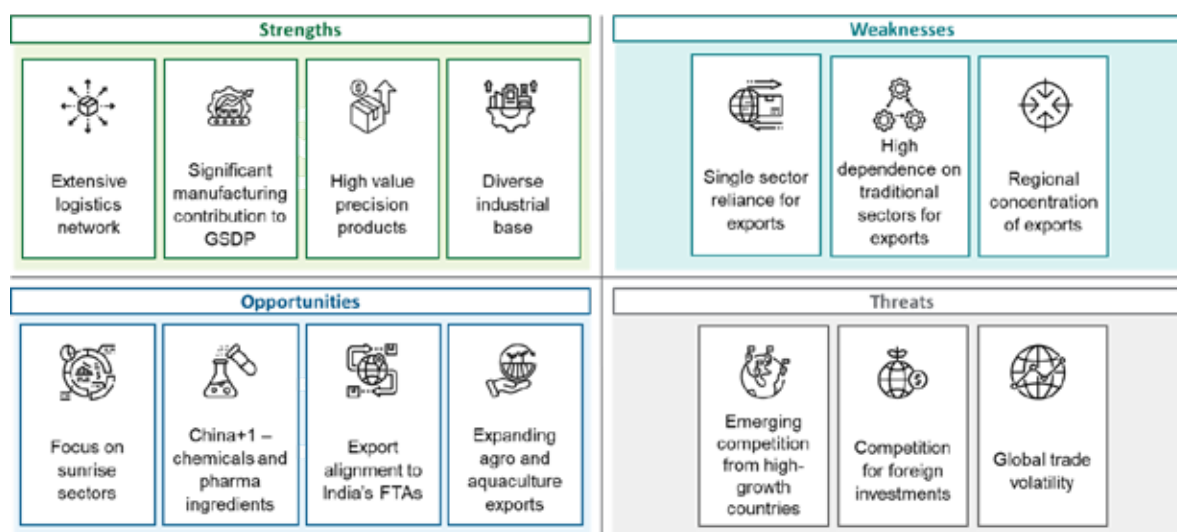 Strengths
Extensive
logistics
network
Significant
manufacturing
contribution to
GSDP
High value
precision
products
Diverse
industrial
base
Weaknesses
Single sector
reliance for
exports
High
dependence on
traditional
sectors for
exports
Regional
concentration
of exports
Opportunities
Focus on
sunrise
sectors
China+1 –
chemicals and
pharma
ingredients
Export
alignment to
India's FTAs
Expanding
agro and
aquaculture
exports
Threats
Emerging
competition
from high-
growth
countries
Competition
for foreign
investments
Global trade
volatility